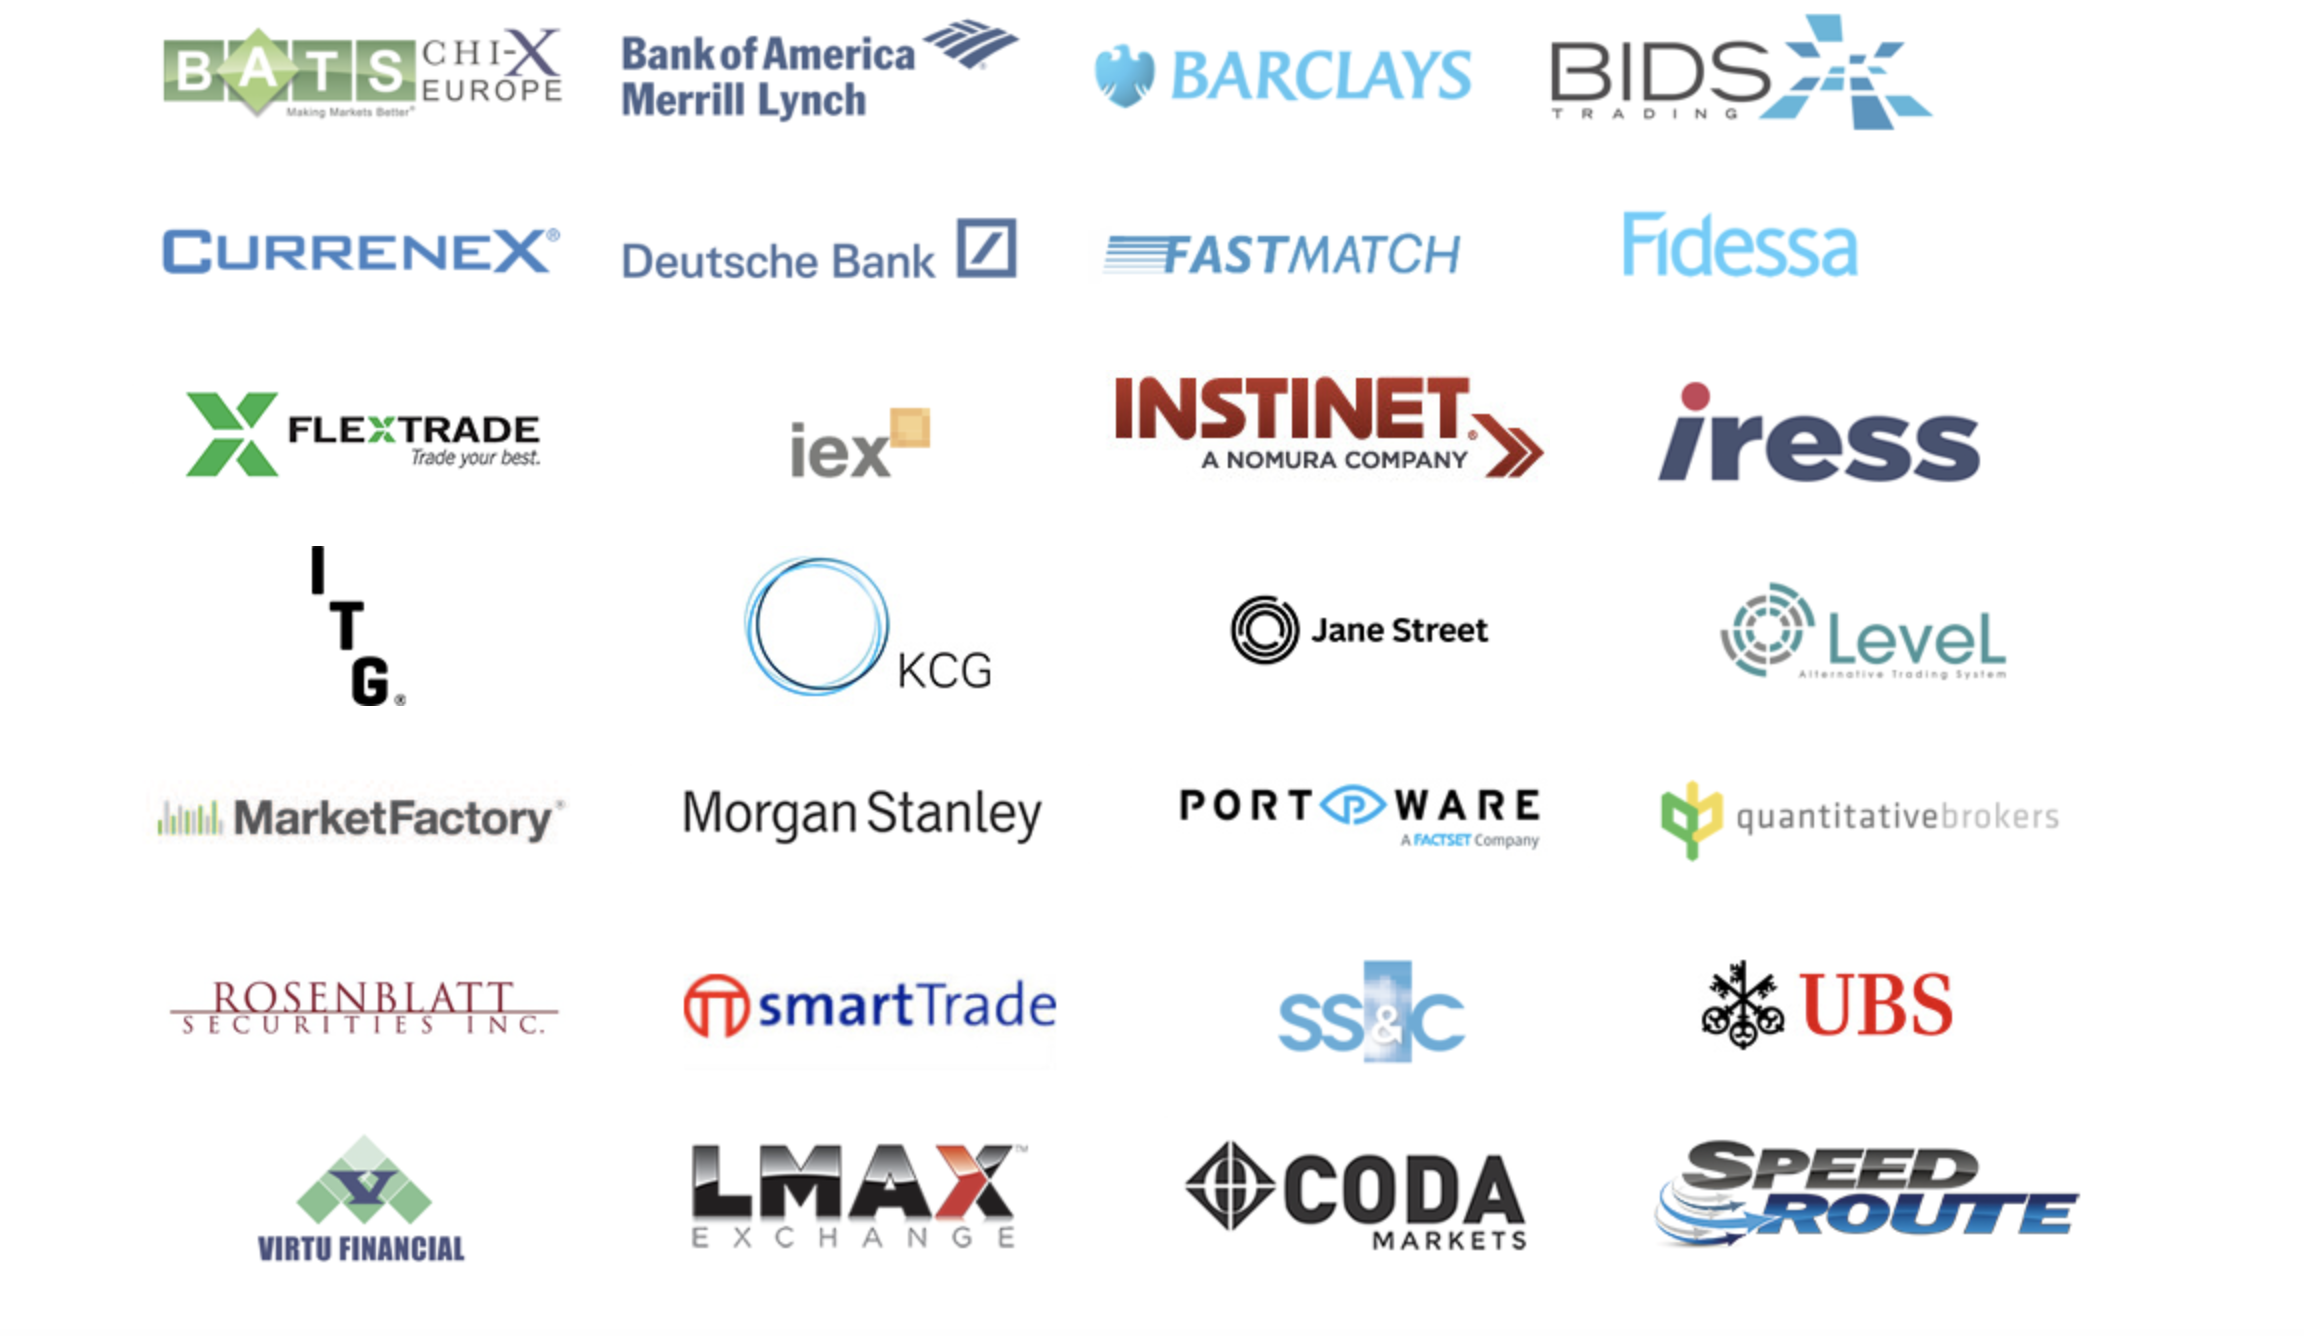 BATS CHI-X EUROPE
Making Markets Better®
Bank of America
Merrill Lynch
BARCLAYS
BIDS
TRADING
CURRENEX®
Deutsche Bank
FASTMATCH
Fidessa
FLEXTRADE
Trade your best.
iex
INSTINET®
A NOMURA COMPANY
iress
I
T
G®
KCG
Jane Street
LeveL
Alternative Trading System
MarketFactory®
Morgan Stanley
PORTWARE
A FACTSET Company
quantitativebrokers
ROSENBLATT
SECURITIES INC.
smartTrade
SS&C
UBS
V
VIRTU FINANCIAL
LMAX™
EXCHANGE
CODA
MARKETS
SPEED
ROUTE